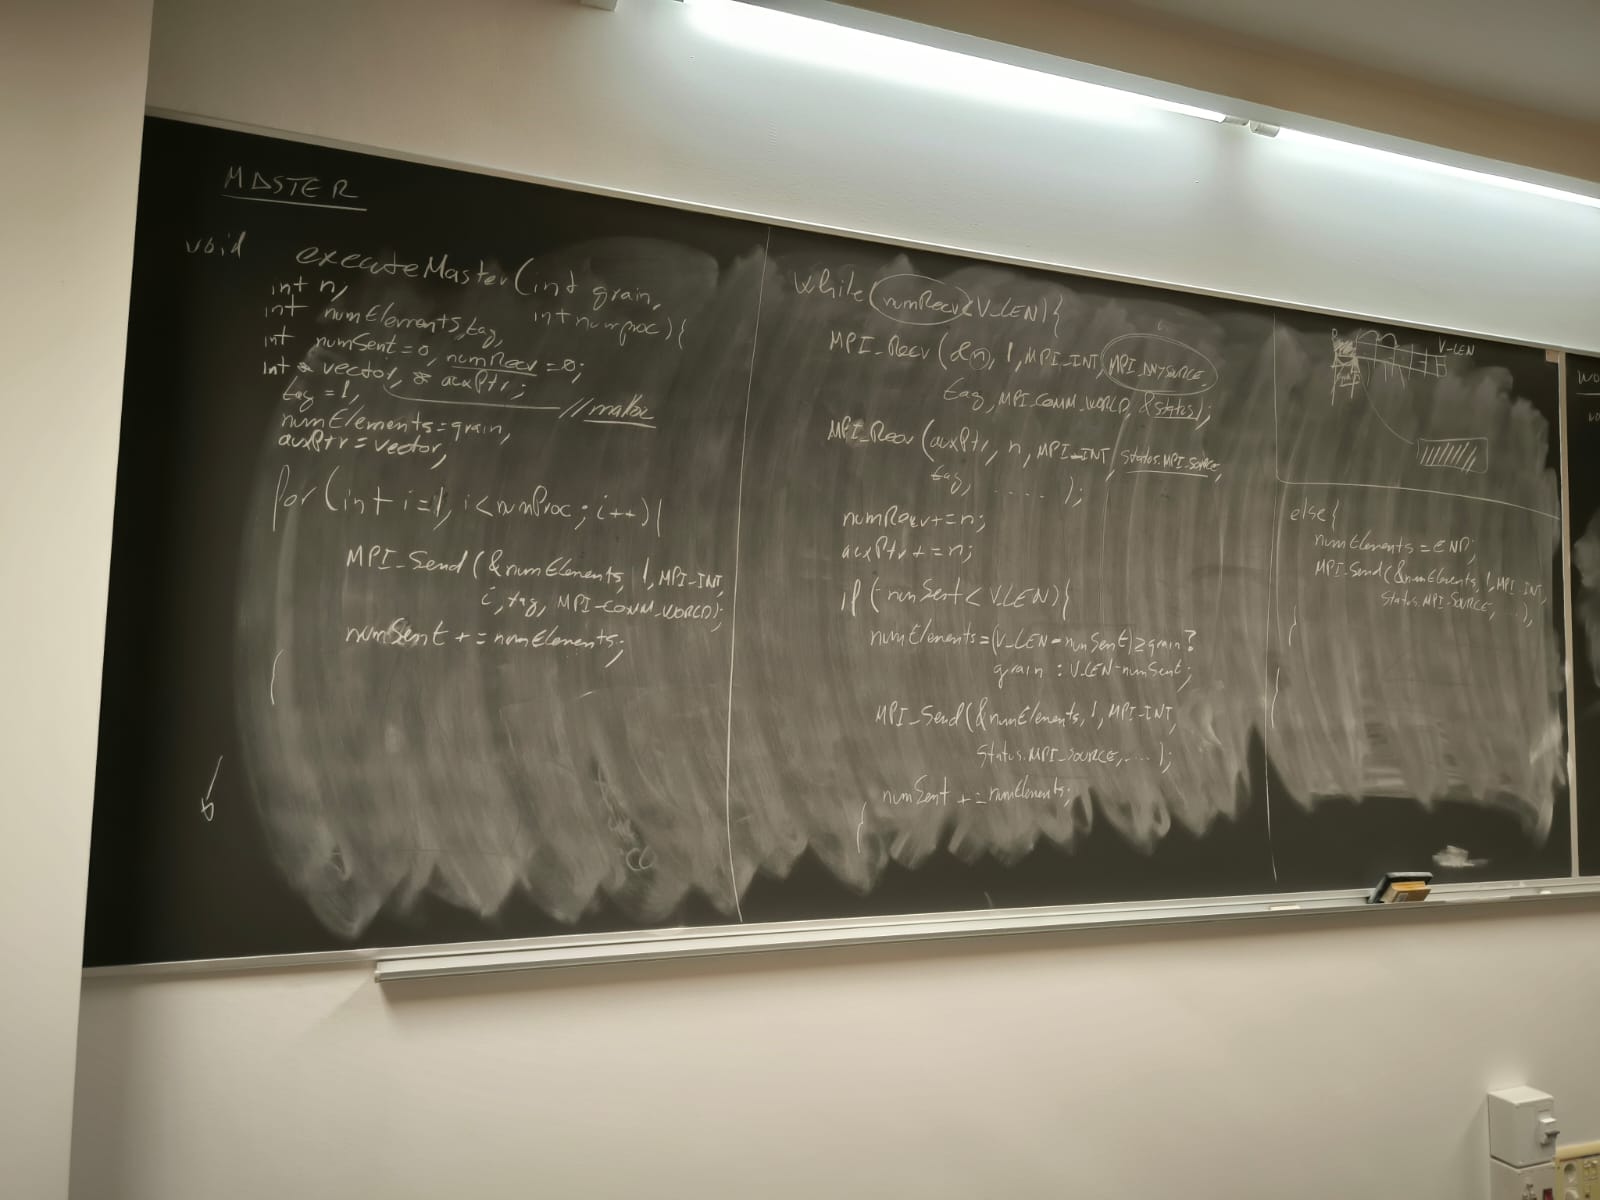 MASTER
void executeMaster(int grain,
int numproc){
int n,
int numElements, tag,
int numSent=0, numRecv=0;
int * vector, * auxPtr;
// malloc
tag =1,
numElements=grain,
auxPtr=vector,
for(int i=1, i<numProc; i++){
MPI_Send(&numElements, 1, MPI_INT,
i, tag, MPI_COMM_WORLD);
numSent += numElements;
}
while(numRecv<V_LEN){
MPI_Recv(&n, 1, MPI_INT, MPI_ANYSOURCE,
tag, MPI_COMM_WORLD, &status);
MPI_Recv(auxPtr, n, MPI_INT, status.MPI_SOURCE,
tag, ..... );
numRecv+=n;
auxPtr+=n;
if(numSent<V_LEN){
numElements=(V_LEN-numSent)≥grain?
grain : V_LEN-numSent;
MPI_Send(&numElements, 1, MPI_INT,
status.MPI_SOURCE, .... );
numSent +=numElements;
}
V_LEN
else{
numElements=END;
MPI_Send(&numElements, 1, MPI_INT,
status.MPI_SOURCE, ... );
}
}